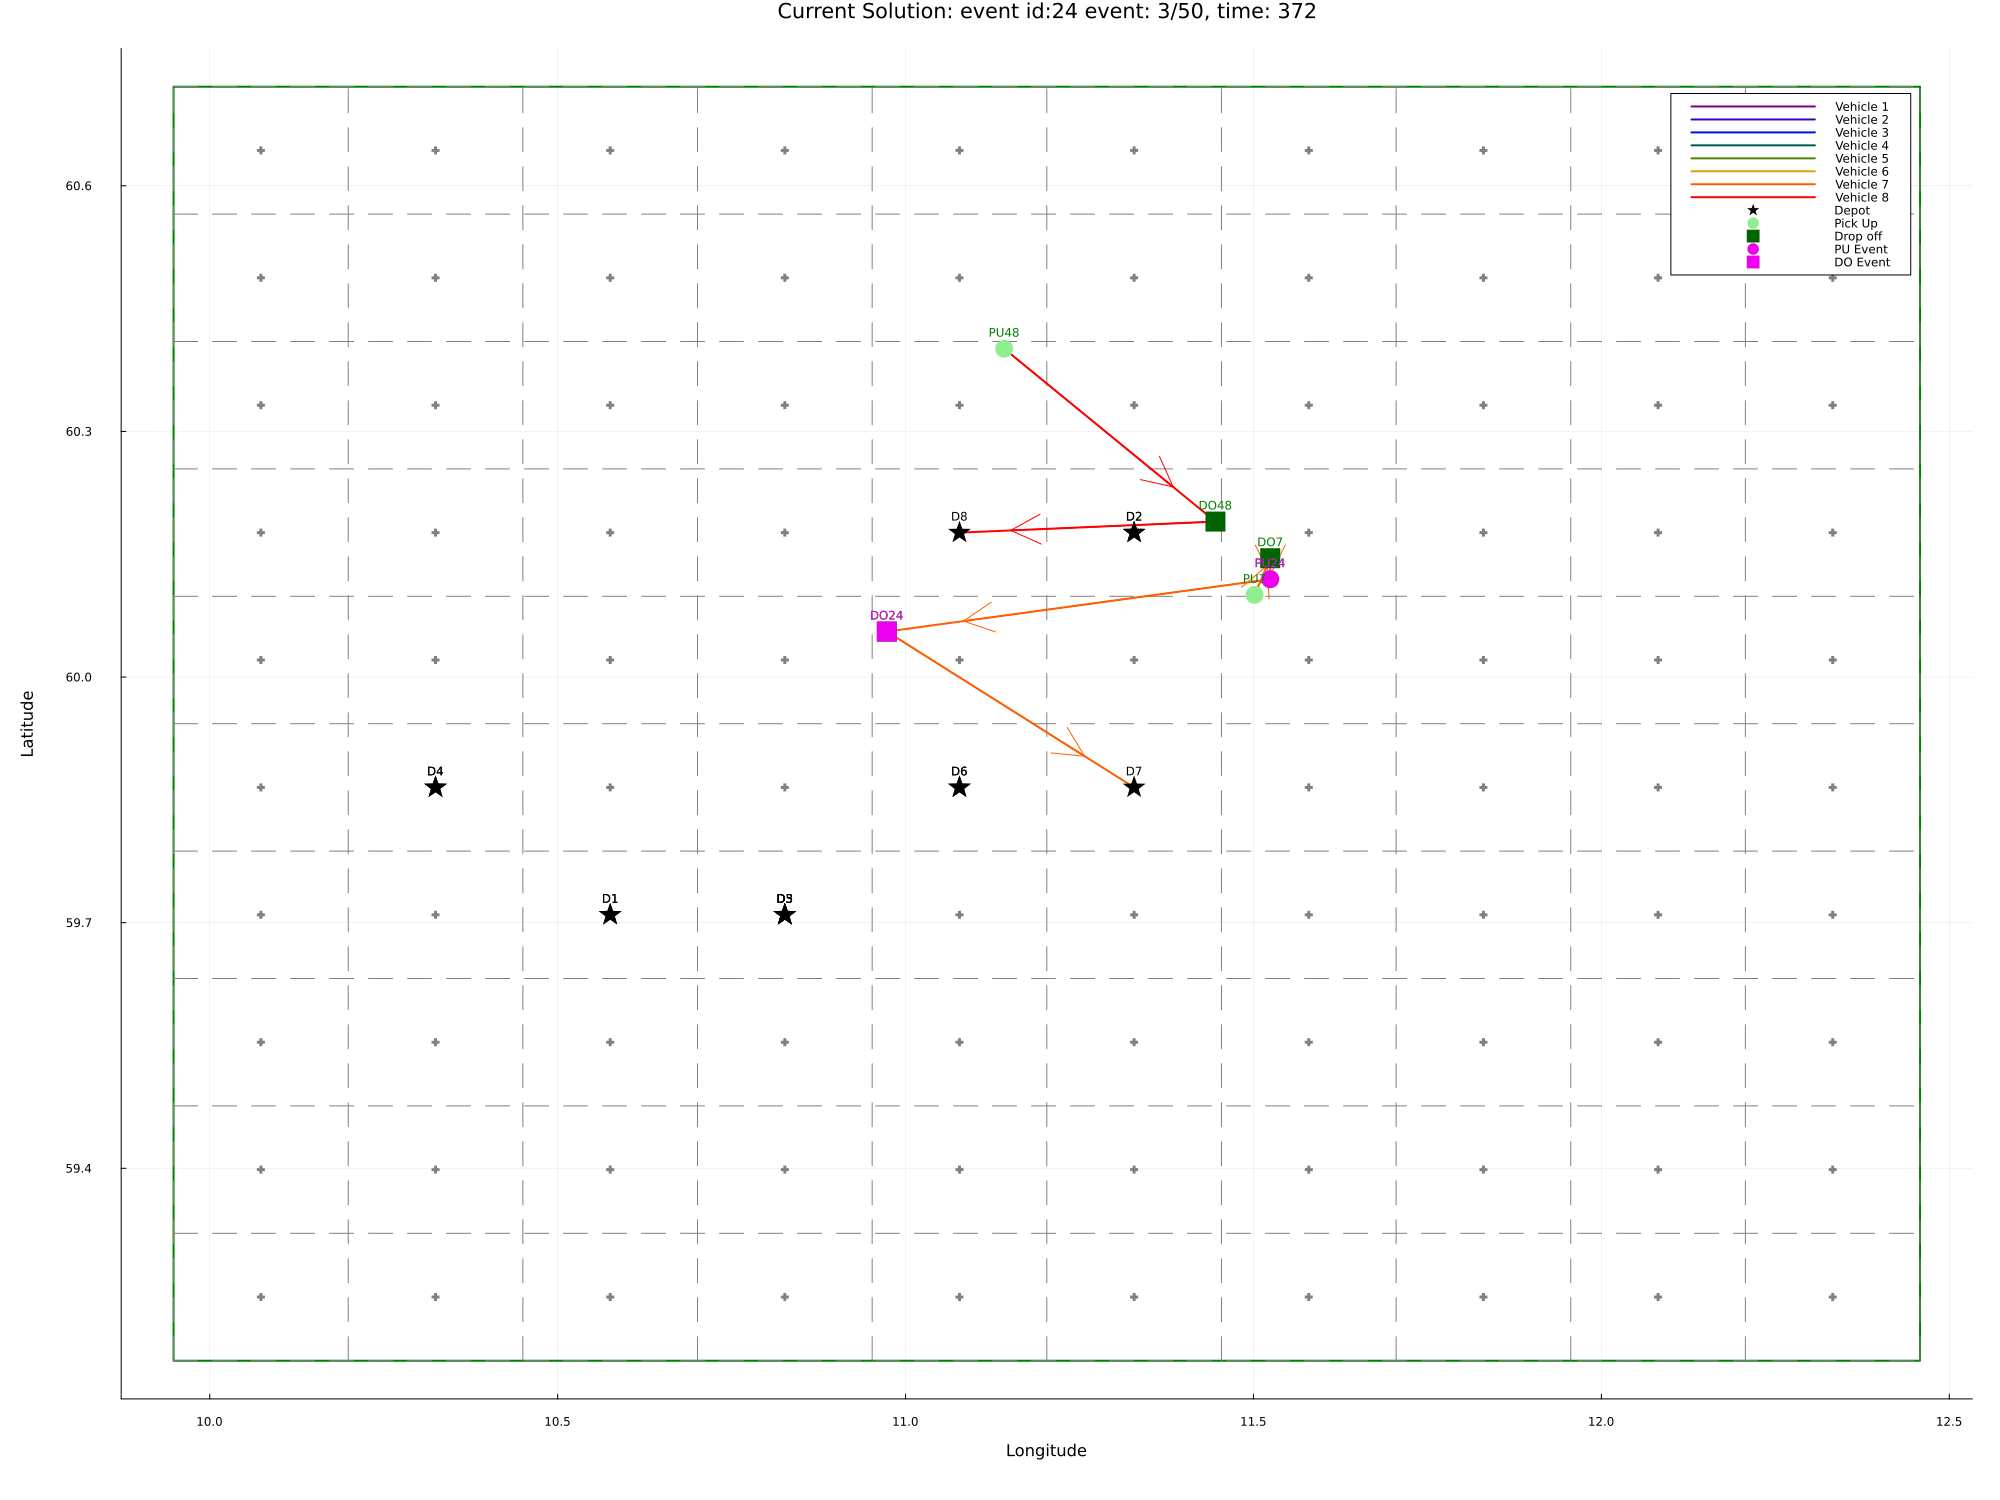 Current Solution: event id:24 event: 3/50, time: 372
Vehicle 1
Vehicle 2
Vehicle 3
Vehicle 4
Vehicle 5
Vehicle 6
Vehicle 7
Vehicle 8
Depot
Pick Up
Drop off
PU Event
DO Event
60.6
60.3
60.0
59.7
59.4
Latitude
PU48
DO48
D8
D2
DO7
PU24
PU7
DO24
D4
D6
D7
D1
10.0
10.5
11.0
11.5
12.0
12.5
Longitude